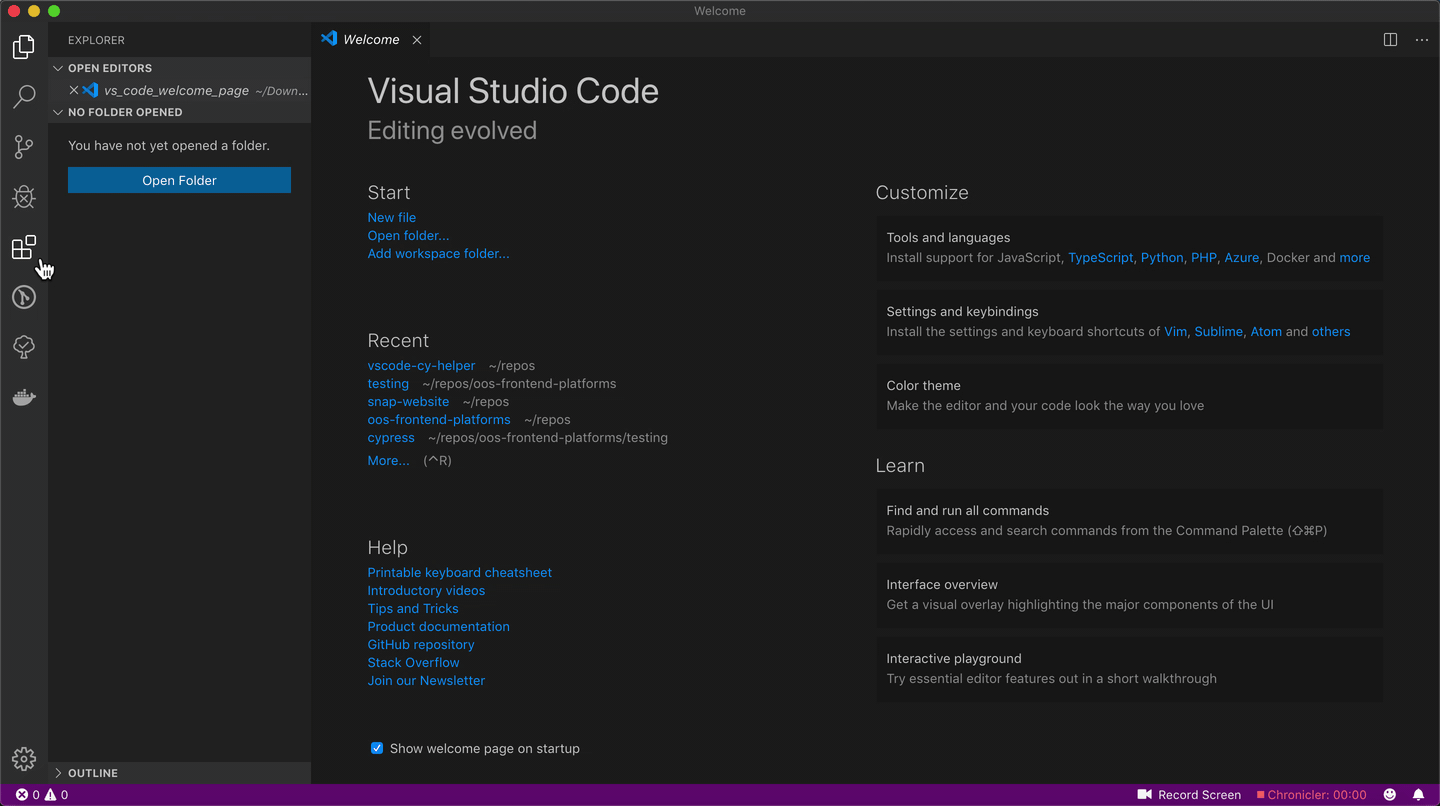 Welcome
EXPLORER
OPEN EDITORS
vs_code_welcome_page ~/Down...
NO FOLDER OPENED
You have not yet opened a folder.
Open Folder
OUTLINE
Welcome
Visual Studio Code
Editing evolved
Start
New file
Open folder...
Add workspace folder...
Recent
vscode-cy-helper ~/repos
testing ~/repos/oos-frontend-platforms
snap-website ~/repos
oos-frontend-platforms ~/repos
cypress ~/repos/oos-frontend-platforms/testing
More... (^R)
Help
Printable keyboard cheatsheet
Introductory videos
Tips and Tricks
Product documentation
GitHub repository
Stack Overflow
Join our Newsletter
Show welcome page on startup
Customize
Tools and languages
Install support for JavaScript, TypeScript, Python, PHP, Azure, Docker and more
Settings and keybindings
Install the settings and keyboard shortcuts of Vim, Sublime, Atom and others
Color theme
Make the editor and your code look the way you love
Learn
Find and run all commands
Rapidly access and search commands from the Command Palette (⇧⌘P)
Interface overview
Get a visual overlay highlighting the major components of the UI
Interactive playground
Try essential editor features out in a short walkthrough
0 0
Record Screen
Chronicler: 00:00